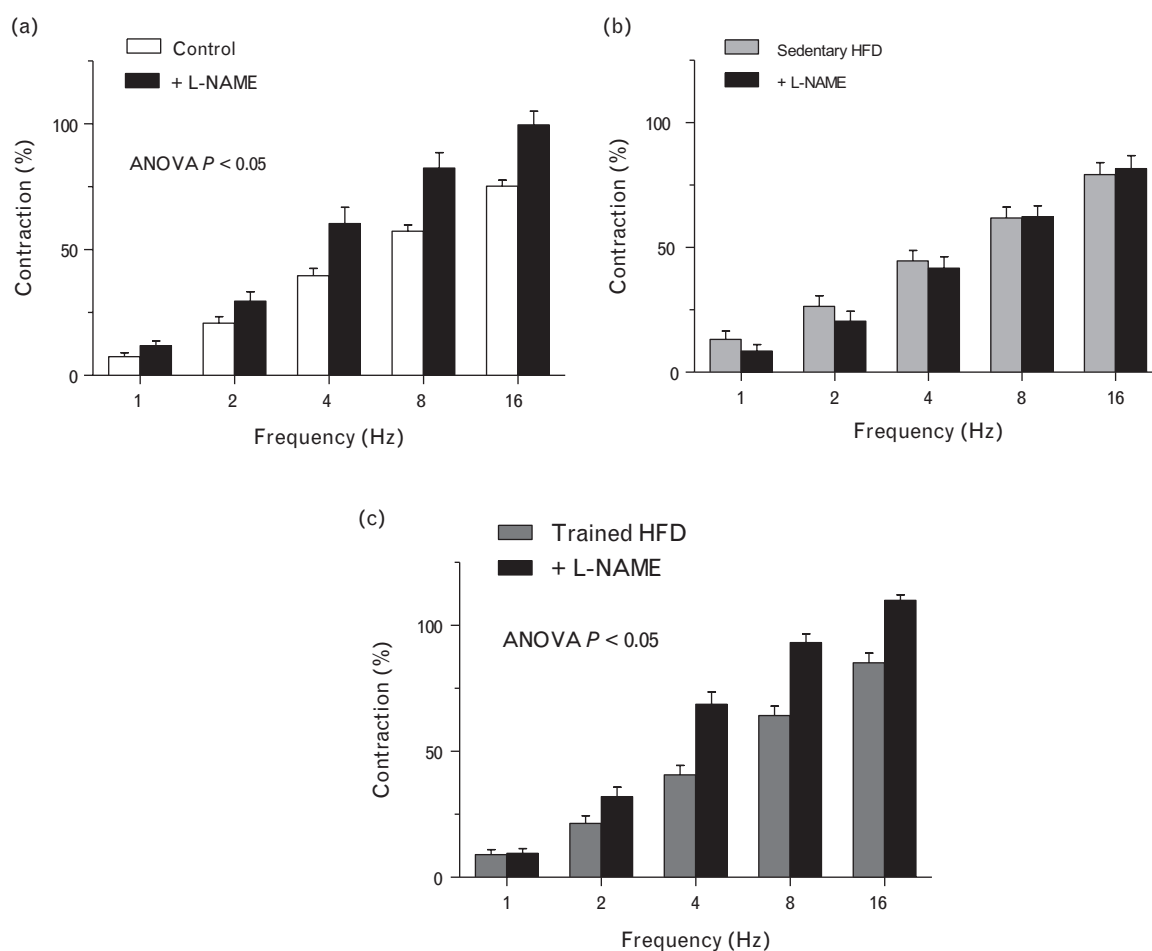 (a)
Control
+ L-NAME
ANOVA P < 0.05
Contraction (%)
100
50
0
1 2 4 8 16
Frequency (Hz)
(b)
Sedentary HFD
+ L-NAME
Contraction (%)
100
50
0
1 2 4 8 16
Frequency (Hz)
(c)
Trained HFD
+ L-NAME
ANOVA P < 0.05
Contraction (%)
100
50
0
1 2 4 8 16
Frequency (Hz)